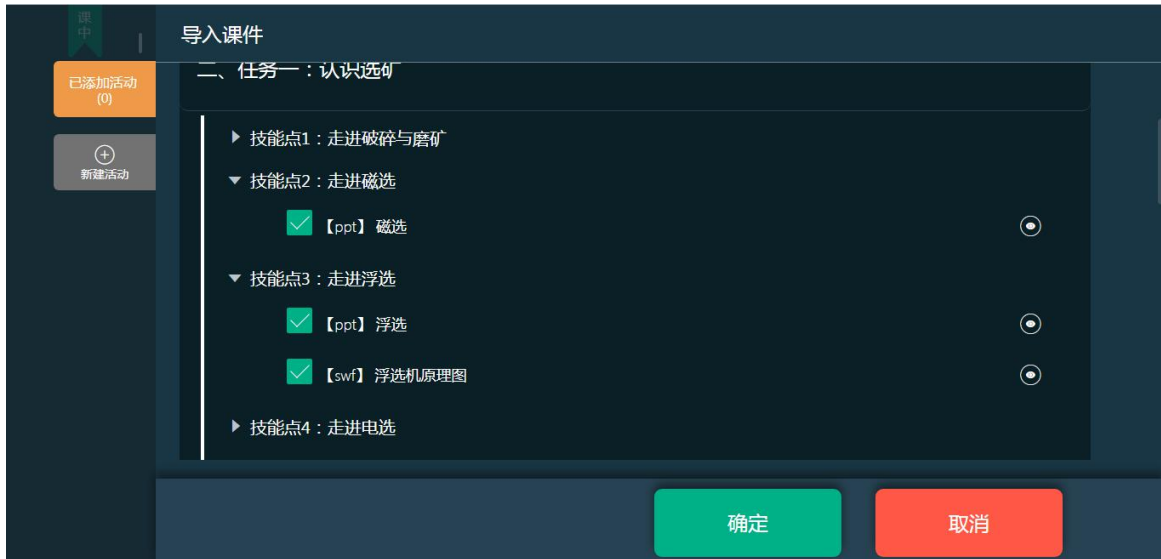 课
中
导入课件
已添加活动
(0)
新建活动
二、任务一：认识选矿
技能点1：走进破碎与磨矿
技能点2：走进磁选
【ppt】磁选
技能点3：走进浮选
【ppt】浮选
【swf】浮选机原理图
技能点4：走进电选
确定
取消